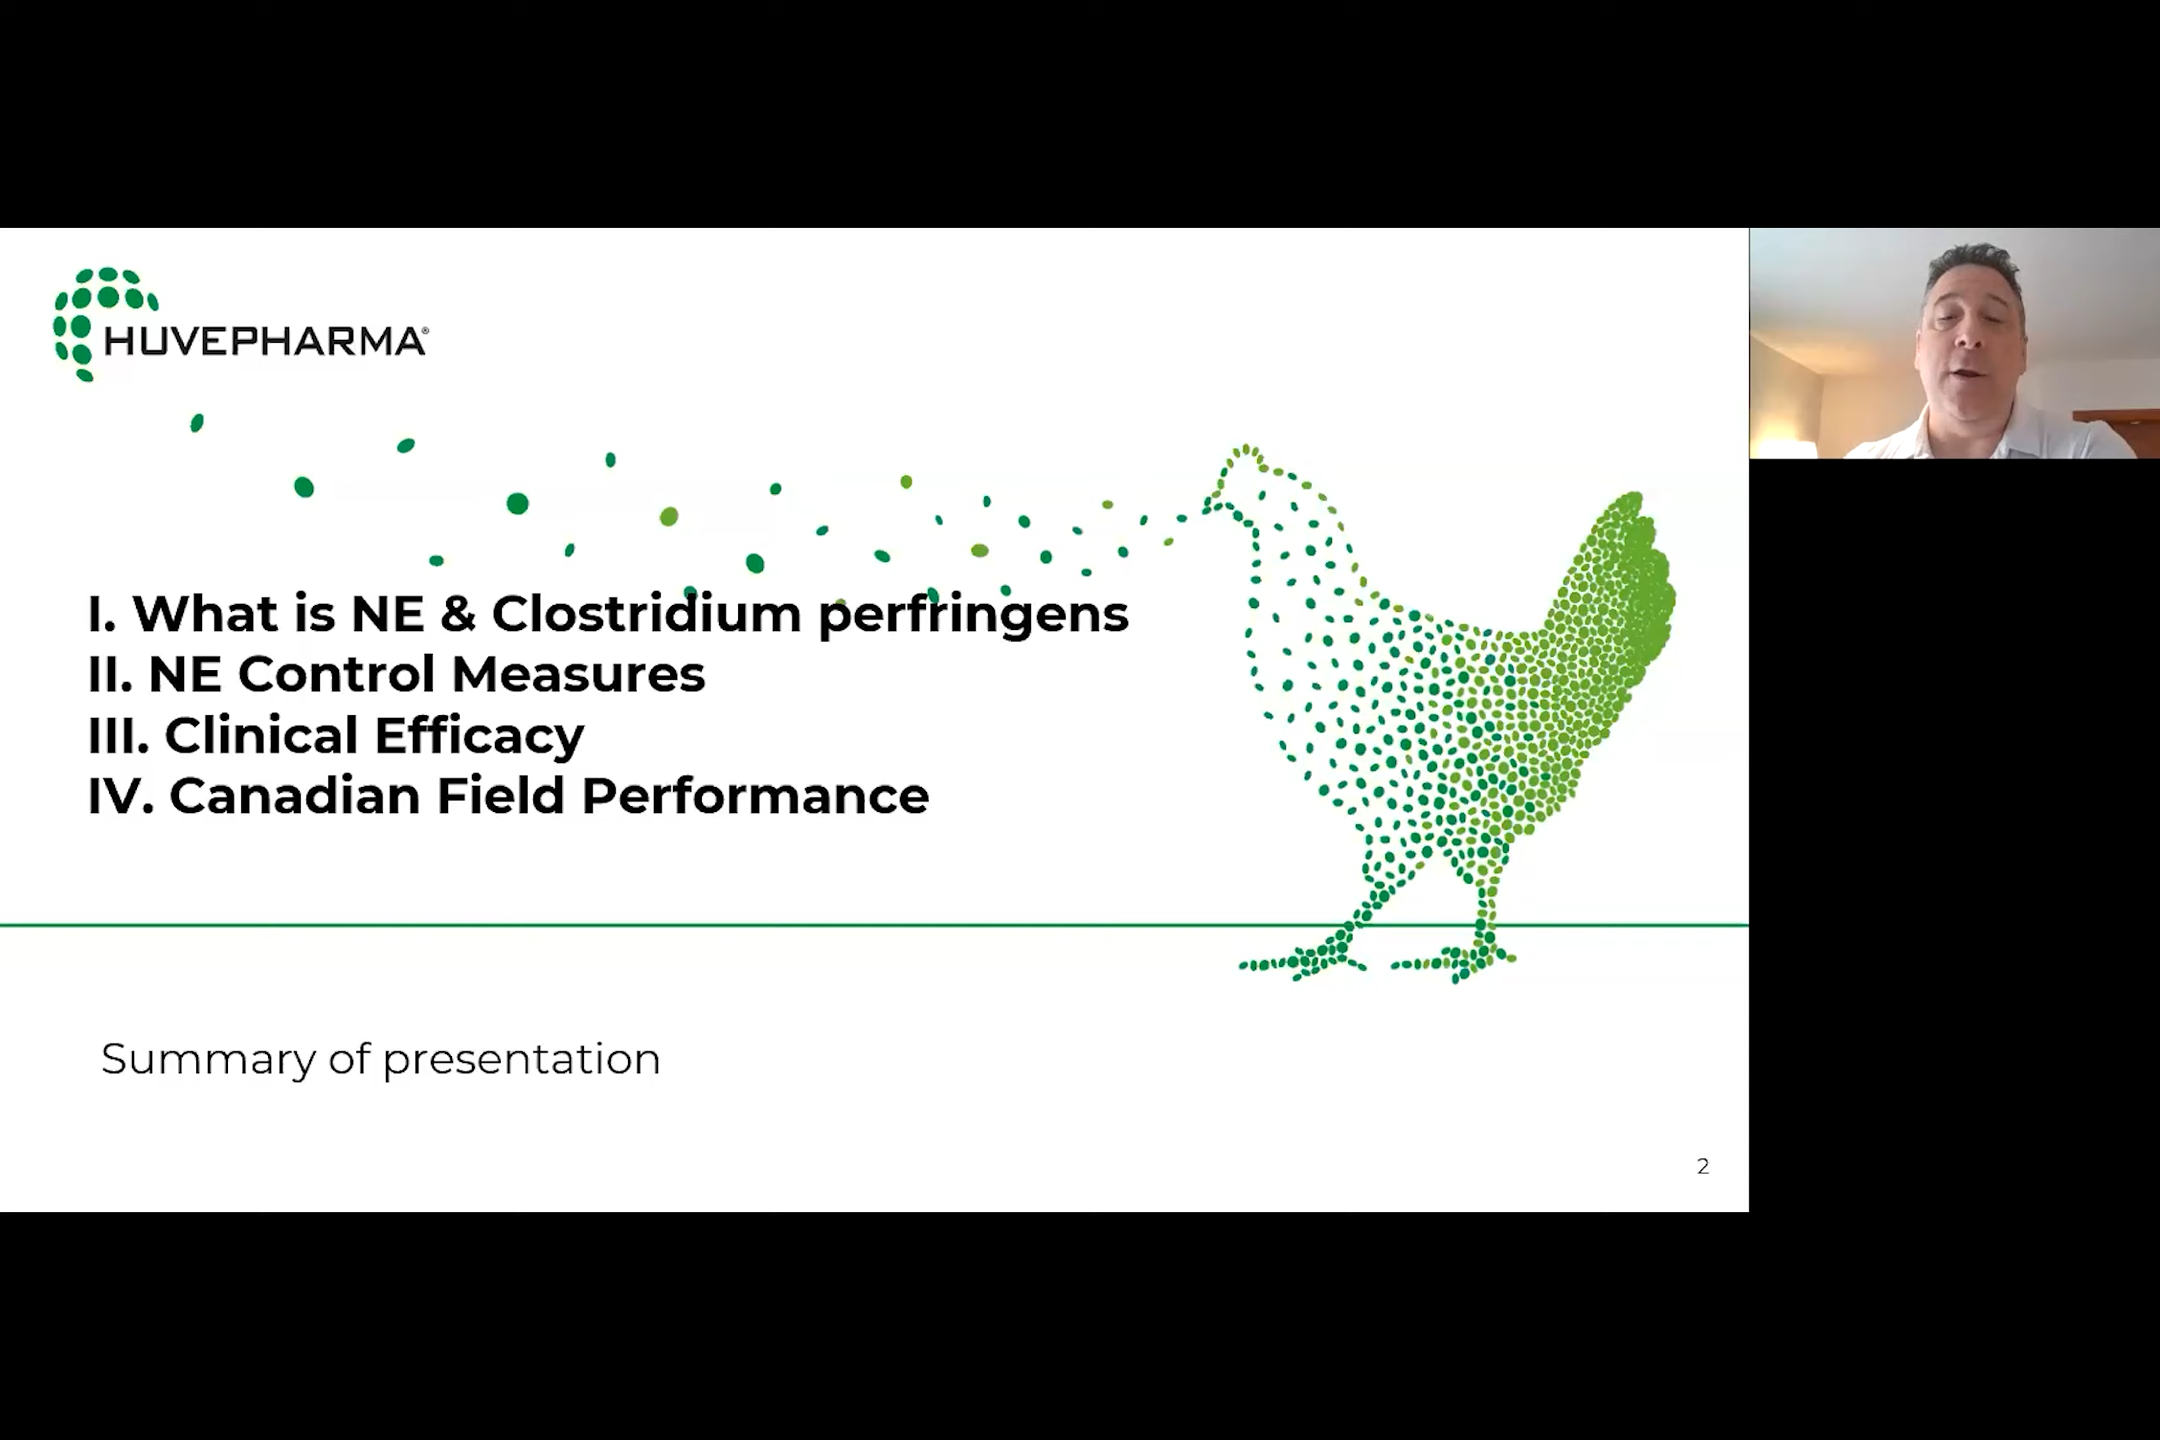 HUVEPHARMA®
I. What is NE & Clostridium perfringens
II. NE Control Measures
III. Clinical Efficacy
IV. Canadian Field Performance
Summary of presentation
2